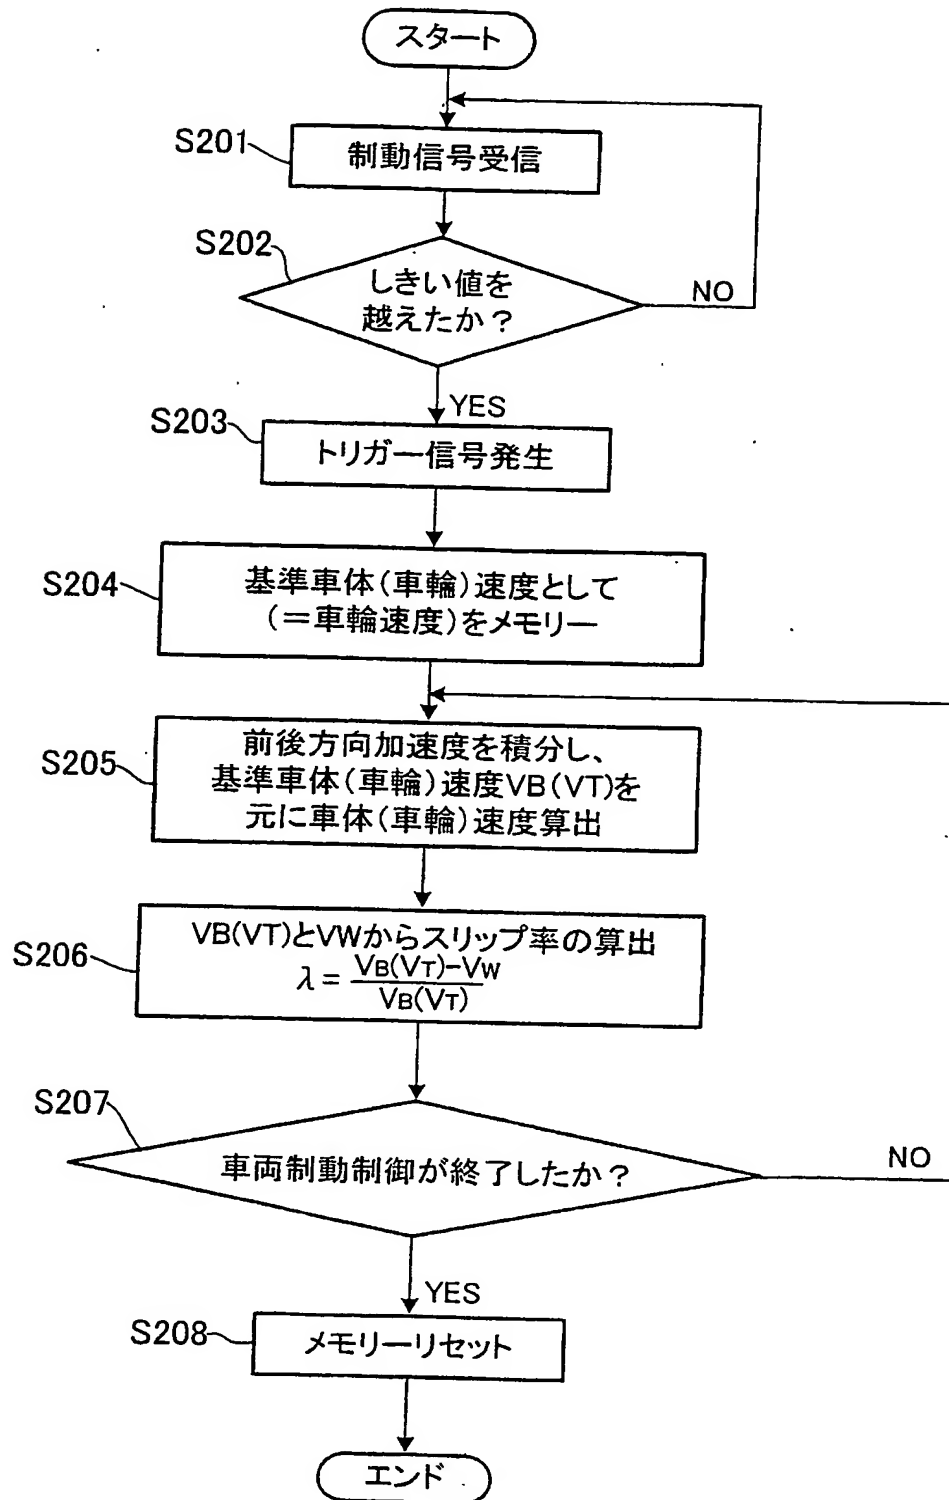 スタート
S201
制動信号受信
S202
しきい値を
越えたか？
NO
YES
S203
トリガー信号発生
S204
基準車体(車輪)速度として
(＝車輪速度)をメモリー
S205
前後方向加速度を積分し、
基準車体(車輪)速度VB(VT)を
元に車体(車輪)速度算出
S206
VB(VT)とVWからスリップ率の算出
λ＝ VB(VT)-VW
VB(VT)
S207
車両制動制御が終了したか？
NO
YES
S208
メモリーリセット
エンド